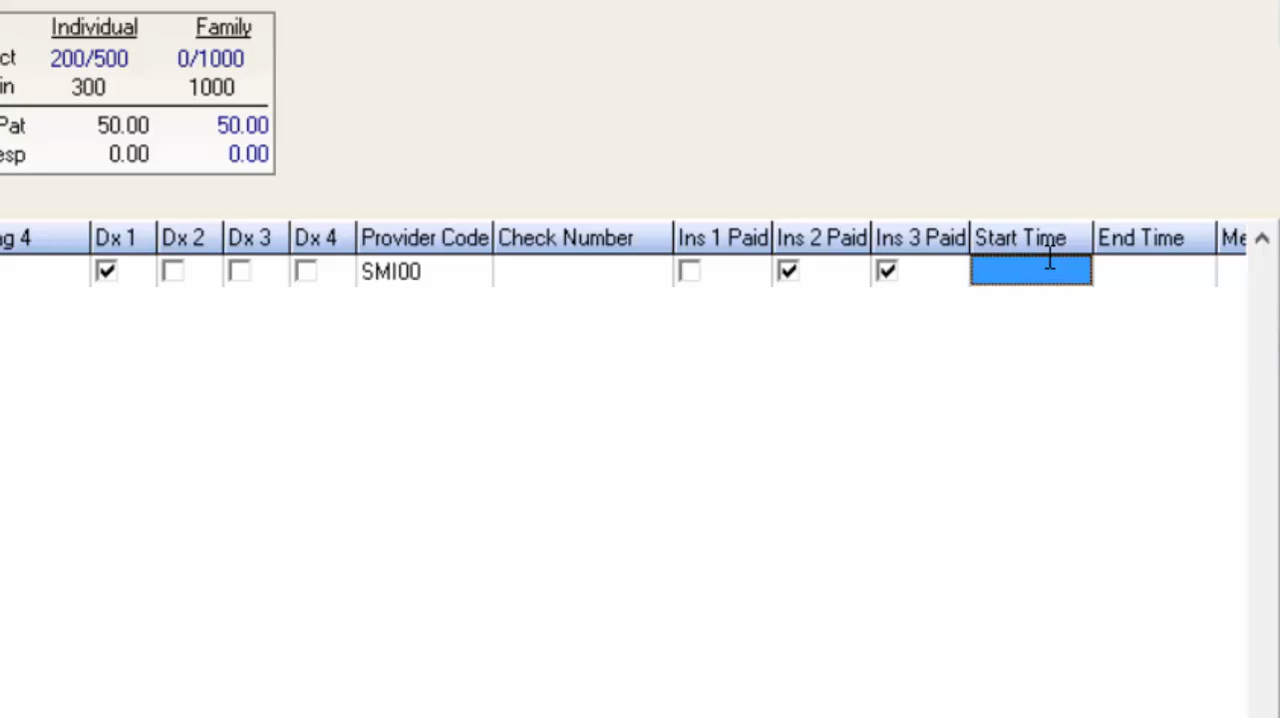 Individual Family
ct 200/500 0/1000
in 300 1000
Pat 50.00 50.00
esp 0.00 0.00
g 4 Dx 1 Dx 2 Dx 3 Dx 4 Provider Code Check Number Ins 1 Paid Ins 2 Paid Ins 3 Paid Start Time End Time Me
SMI00